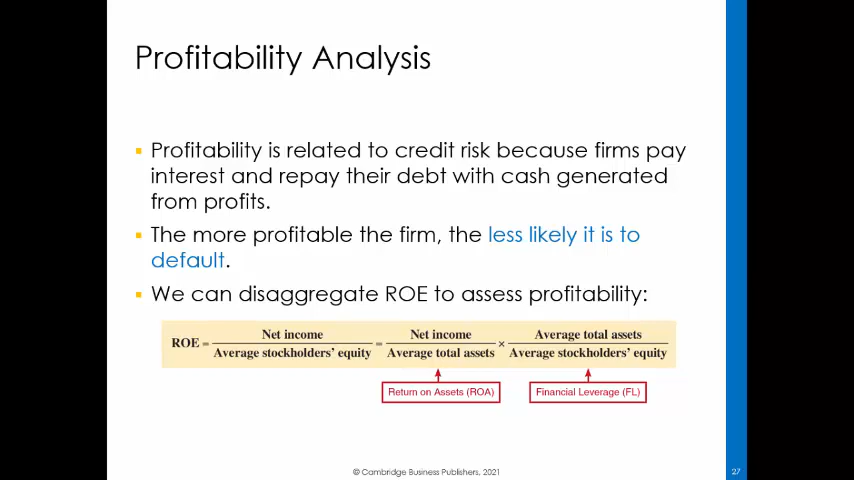 Profitability Analysis
▪ Profitability is related to credit risk because firms pay
interest and repay their debt with cash generated
from profits.
▪ The more profitable the firm, the less likely it is to
default.
▪ We can disaggregate ROE to assess profitability:
Net income Net income Average total assets
ROE = = ×
Average stockholders' equity Average total assets Average stockholders' equity
Return on Assets (ROA) Financial Leverage (FL)
© Cambridge Business Publishers, 2021
27